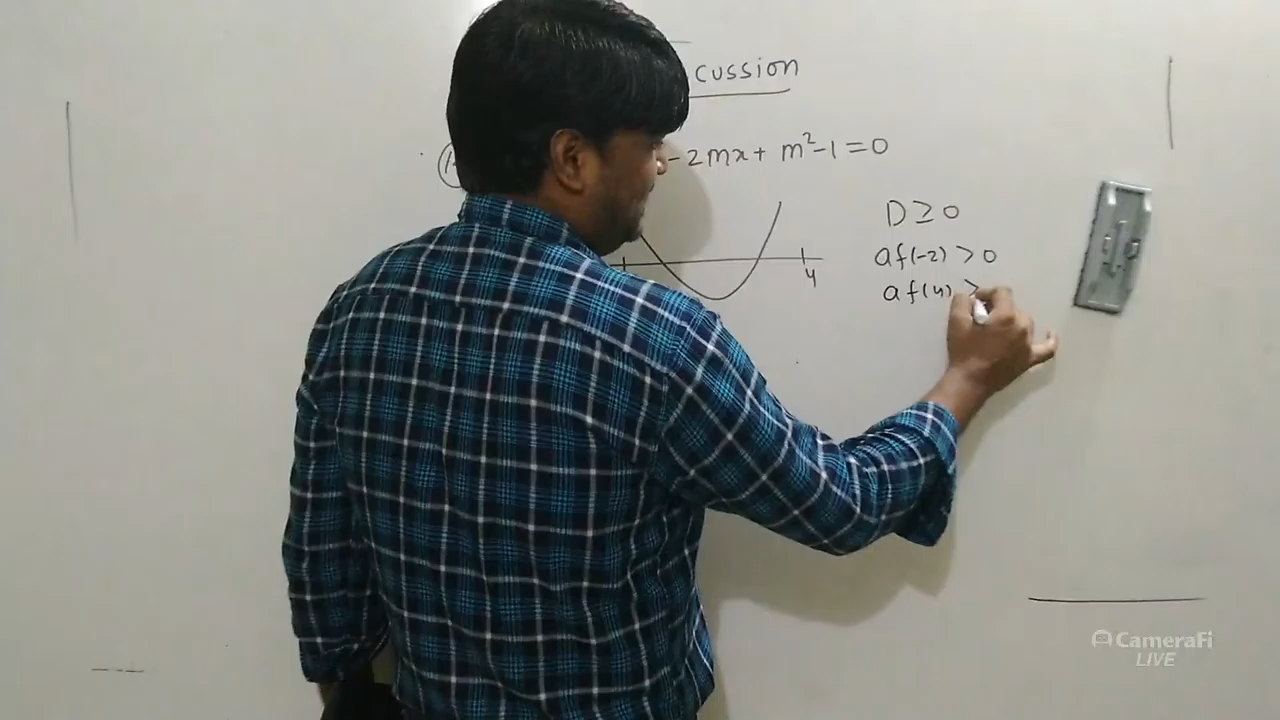 cussion
-2mx + m²-1=0
D≥0
af(-2) >0
4
af(4) >
CameraFi
LIVE